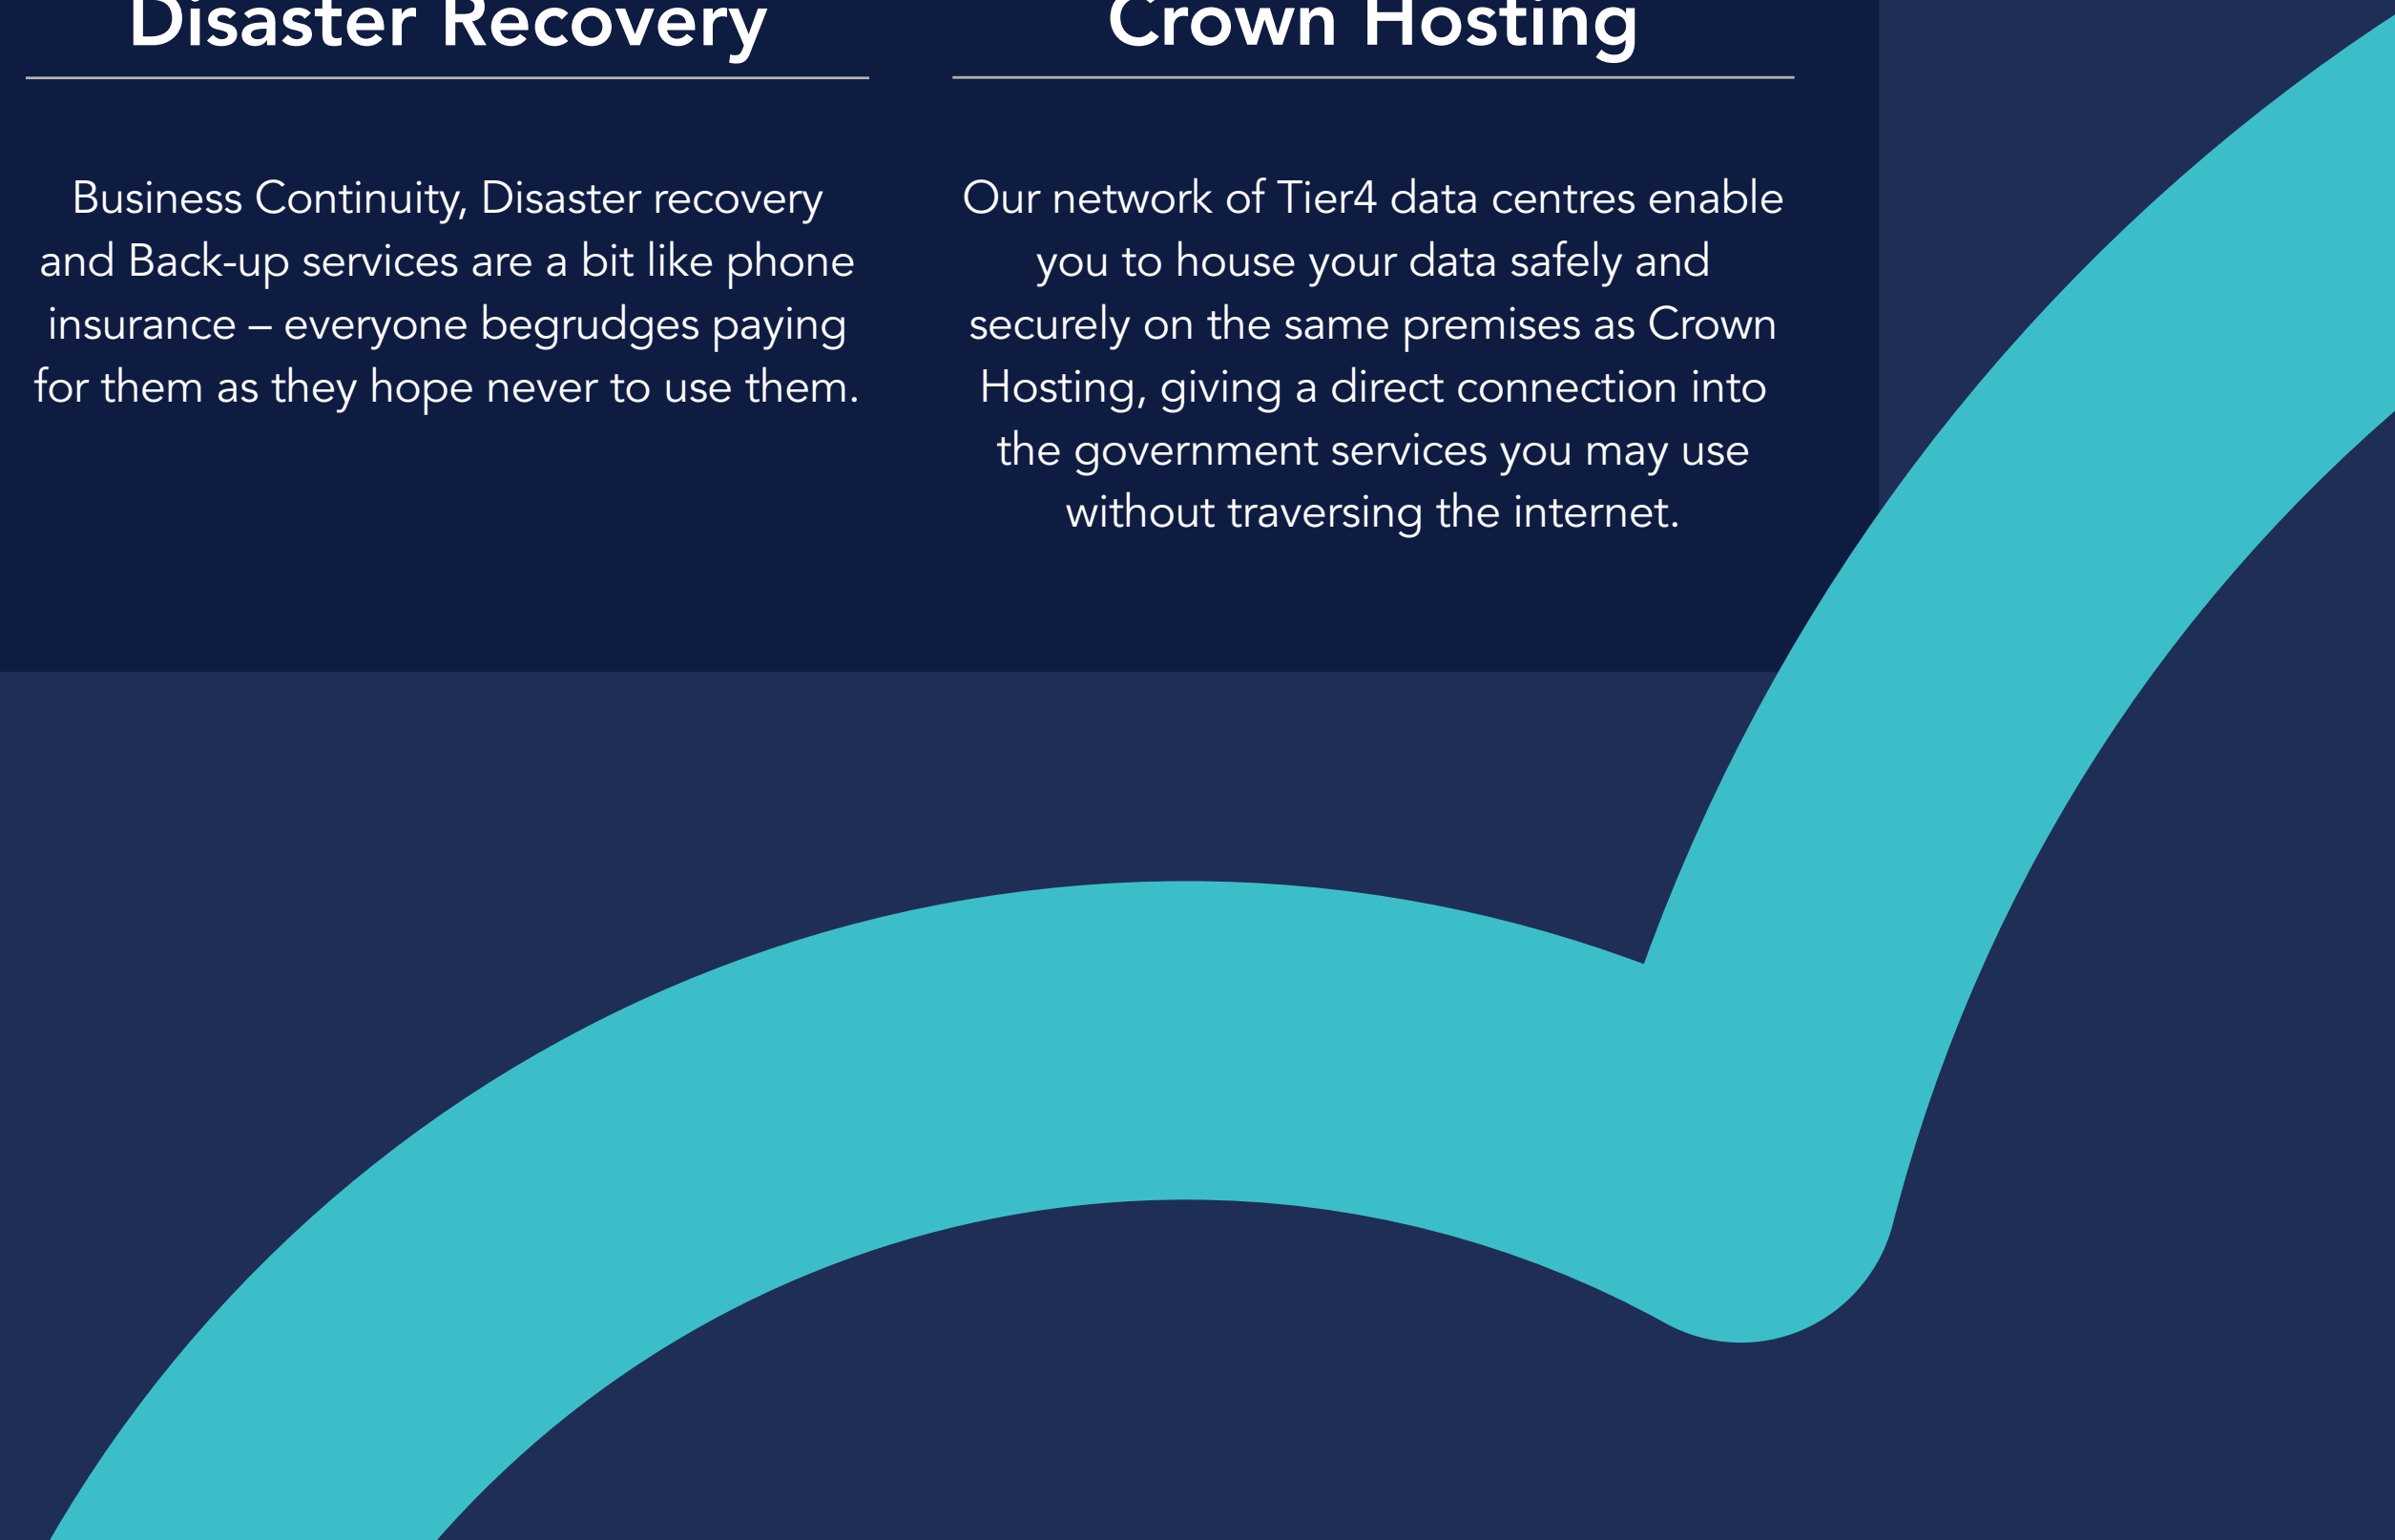 Disaster Recovery
Business Continuity, Disaster recovery
and Back-up services are a bit like phone
insurance – everyone begrudges paying
for them as they hope never to use them.
Crown Hosting
Our network of Tier4 data centres enable
you to house your data safely and
securely on the same premises as Crown
Hosting, giving a direct connection into
the government services you may use
without traversing the internet.